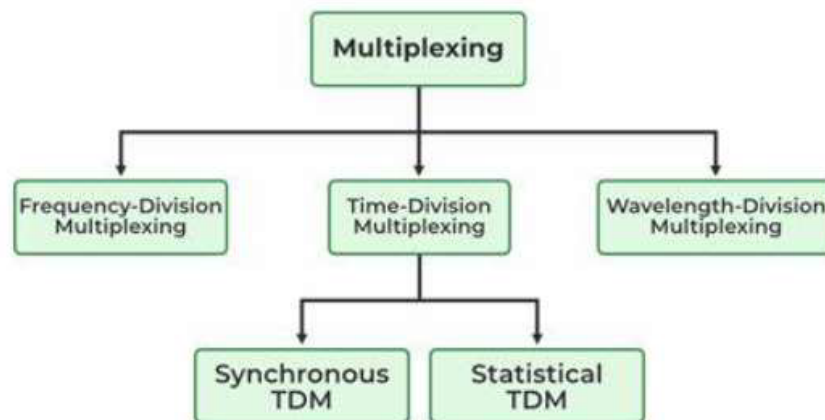 Multiplexing
Frequency-Division
Multiplexing
Time-Division
Multiplexing
Wavelength-Division
Multiplexing
Synchronous
TDM
Statistical
TDM